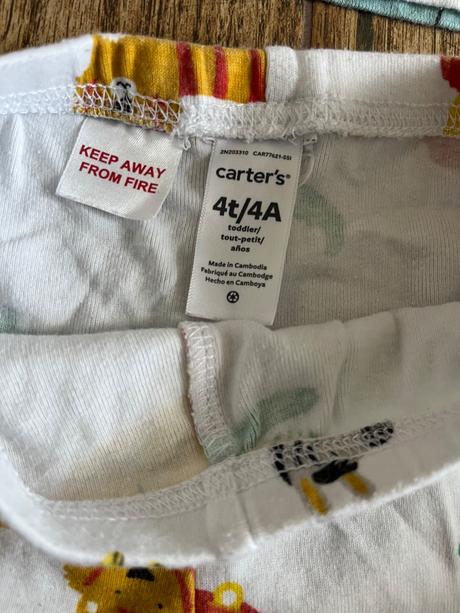 KEEP AWAY
FROM FIRE
2N203310 CAR77621-SSI
carter's®
4t/4A
toddler/
tout-petit/
años
Made in Cambodia
Fabriqué au Cambodge
Hecho en Camboya